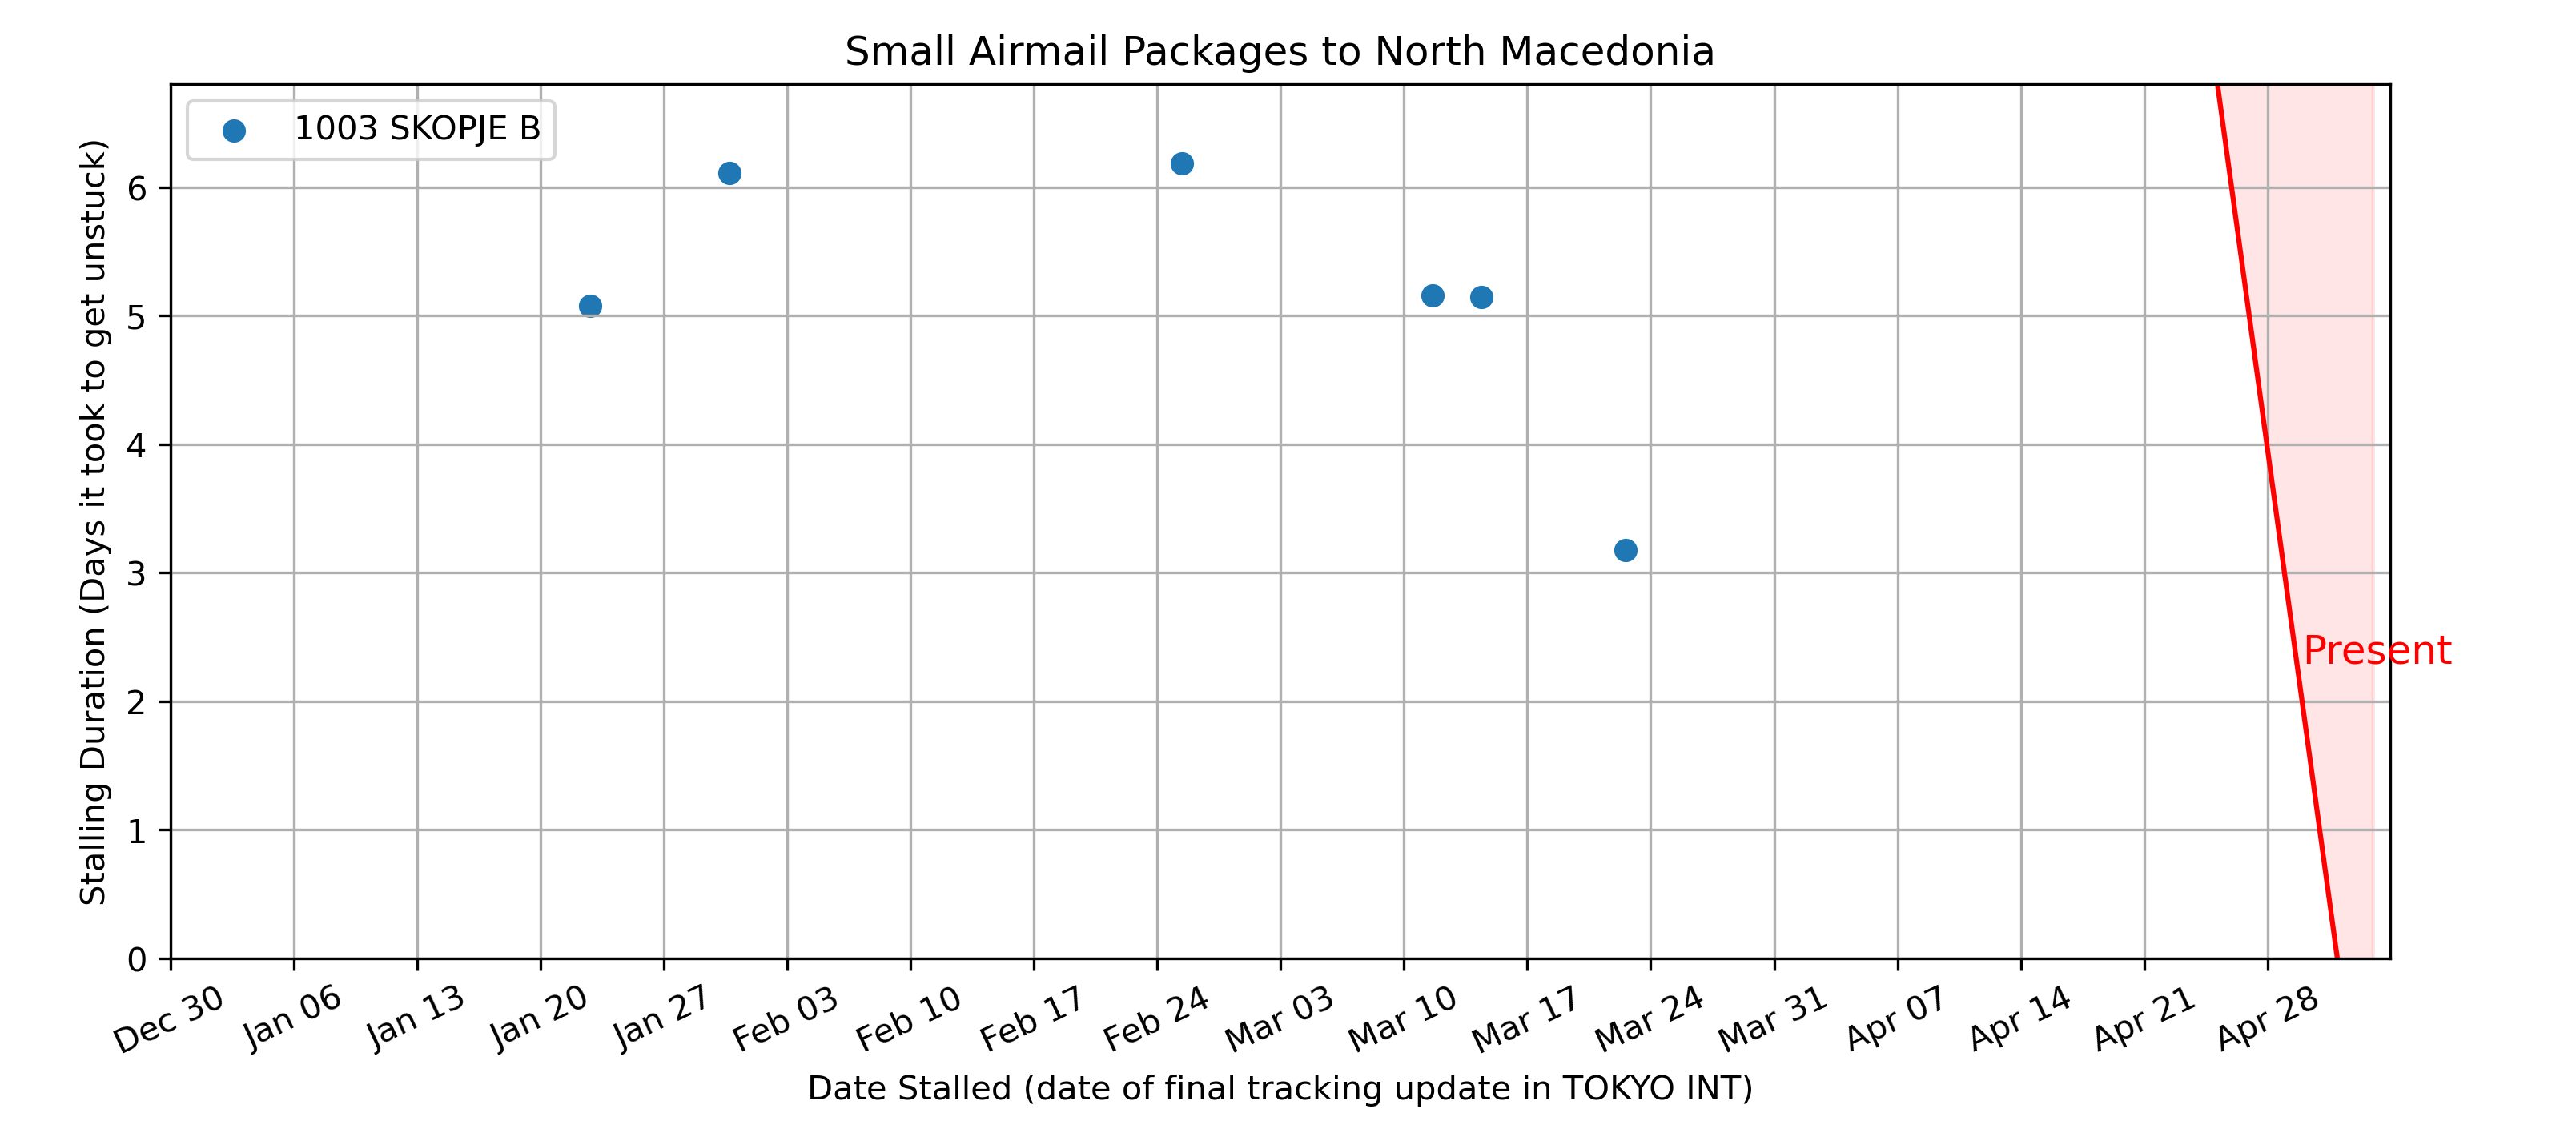 Small Airmail Packages to North Macedonia
1003 SKOPJE B
Stalling Duration (Days it took to get unstuck)
6
5
4
3
2
1
0
Present
Dec 30
Jan 06
Jan 13
Jan 20
Jan 27
Feb 03
Feb 10
Feb 17
Feb 24
Mar 03
Mar 10
Mar 17
Mar 24
Mar 31
Apr 07
Apr 14
Apr 21
Apr 28
Date Stalled (date of final tracking update in TOKYO INT)